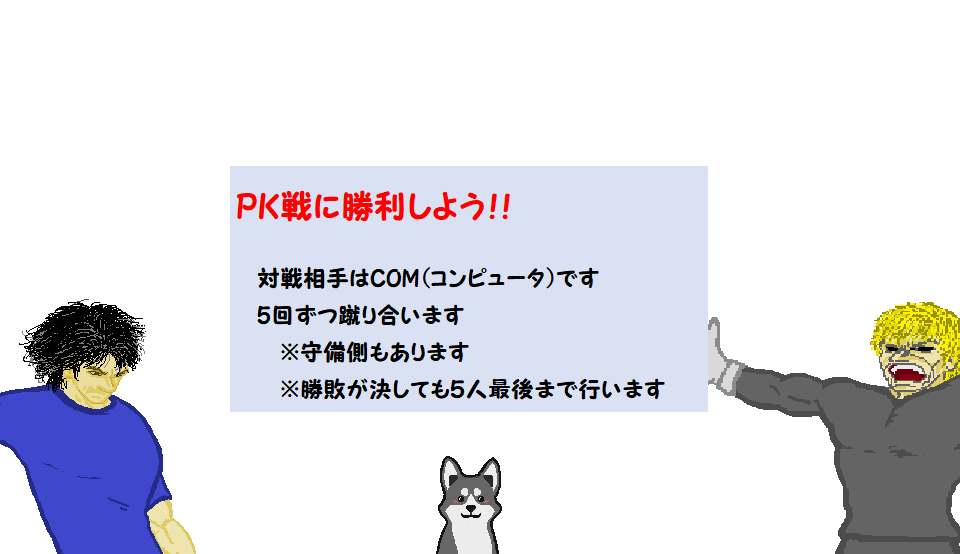 PK戦に勝利しよう!!
対戦相手はCOM(コンピュータ)です
5回ずつ蹴り合います
※守備側もあります
※勝敗が決しても5人最後まで行います